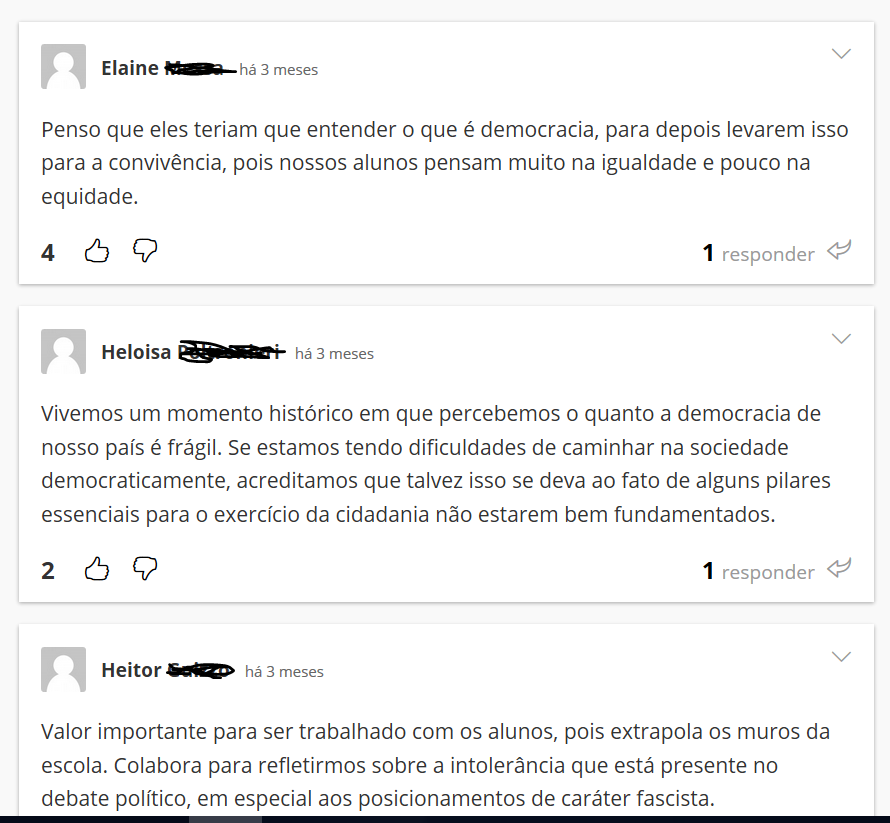 Elaine há 3 meses
Penso que eles teriam que entender o que é democracia, para depois levarem isso
para a convivência, pois nossos alunos pensam muito na igualdade e pouco na
equidade.
4 1 responder
Heloisa há 3 meses
Vivemos um momento histórico em que percebemos o quanto a democracia de
nosso país é frágil. Se estamos tendo dificuldades de caminhar na sociedade
democraticamente, acreditamos que talvez isso se deva ao fato de alguns pilares
essenciais para o exercício da cidadania não estarem bem fundamentados.
2 1 responder
Heitor há 3 meses
Valor importante para ser trabalhado com os alunos, pois extrapola os muros da
escola. Colabora para refletirmos sobre a intolerância que está presente no
debate político, em especial aos posicionamentos de caráter fascista.